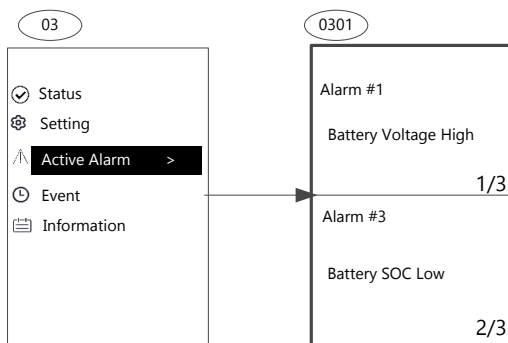 03
Status
Setting
Active Alarm >
Event
Information
0301
Alarm #1
Battery Voltage High
1/3
Alarm #3
Battery SOC Low
2/3